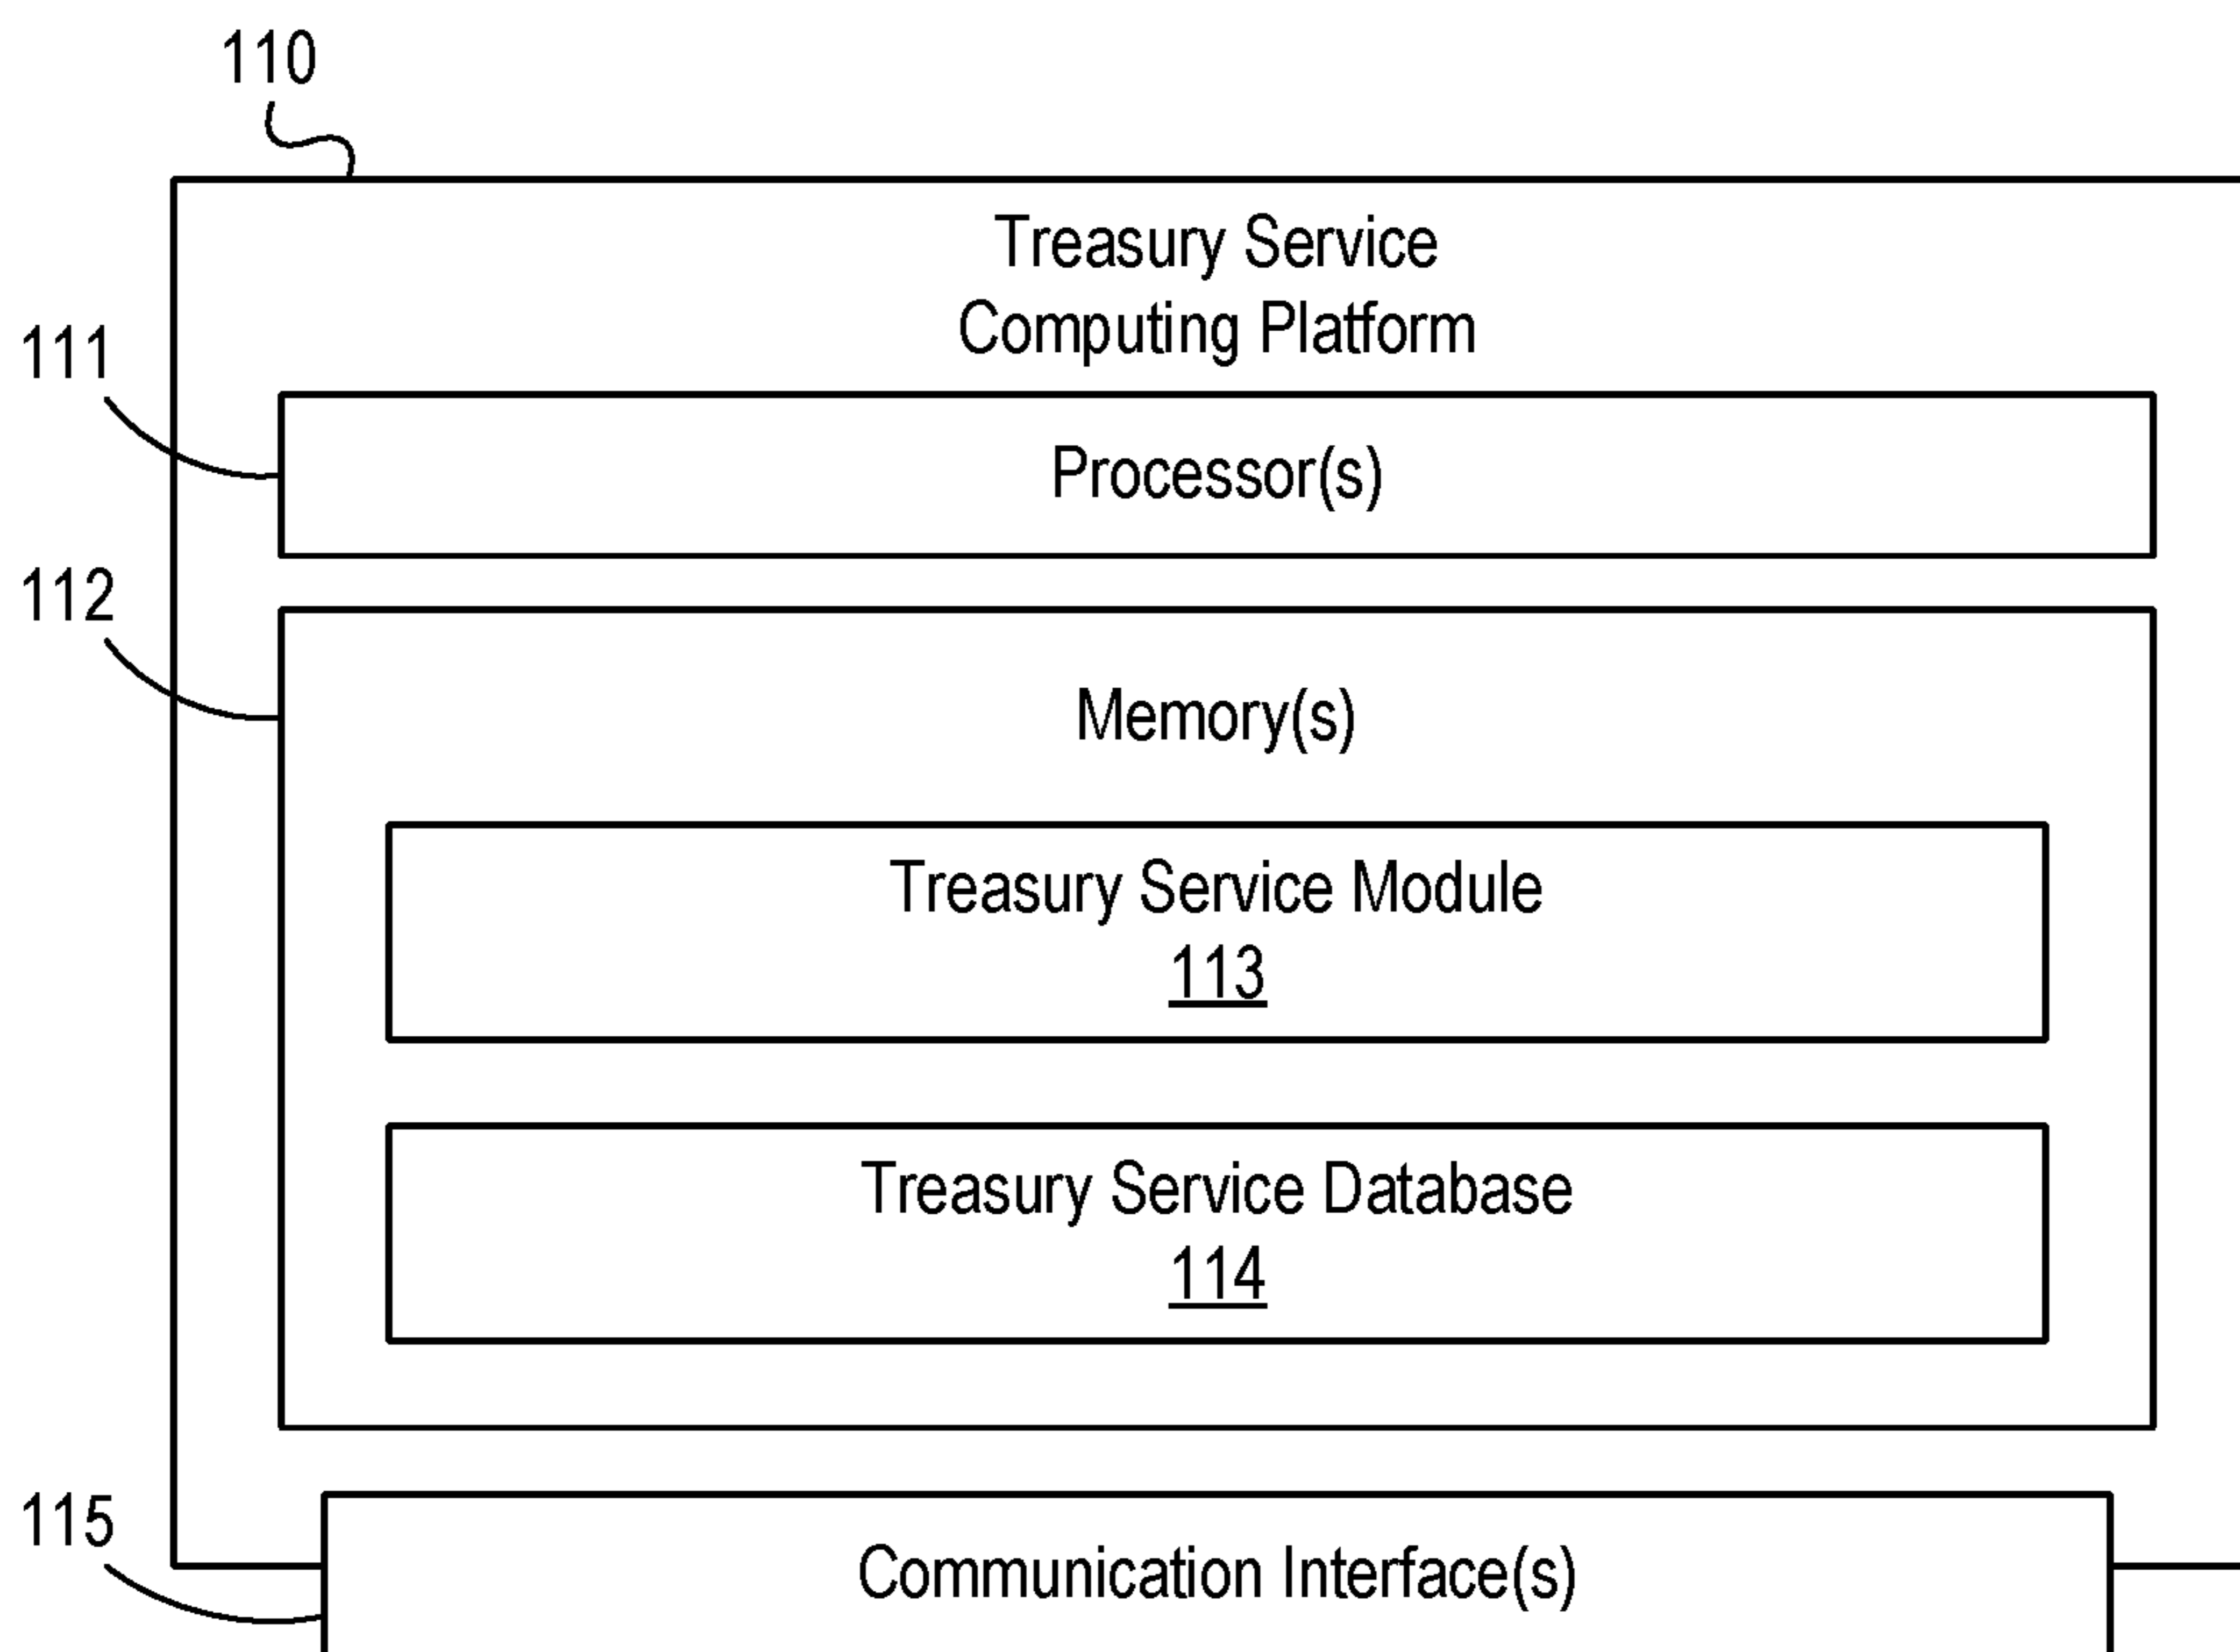 110
Treasury Service
Computing Platform
111
Processor(s)
112
Memory(s)
Treasury Service Module
113
Treasury Service Database
114
115
Communication Interface(s)